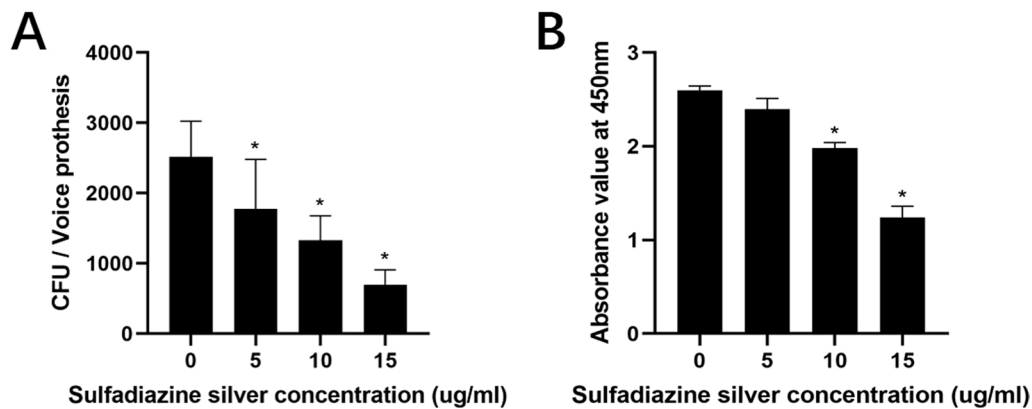 A
CFU / Voice prothesis
4000
3000
2000
1000
0
*
*
*
0 5 10 15
Sulfadiazine silver concentration (ug/ml)
B
Absorbance value at 450nm
3
2
1
0
*
*
0 5 10 15
Sulfadiazine silver concentration (ug/ml)